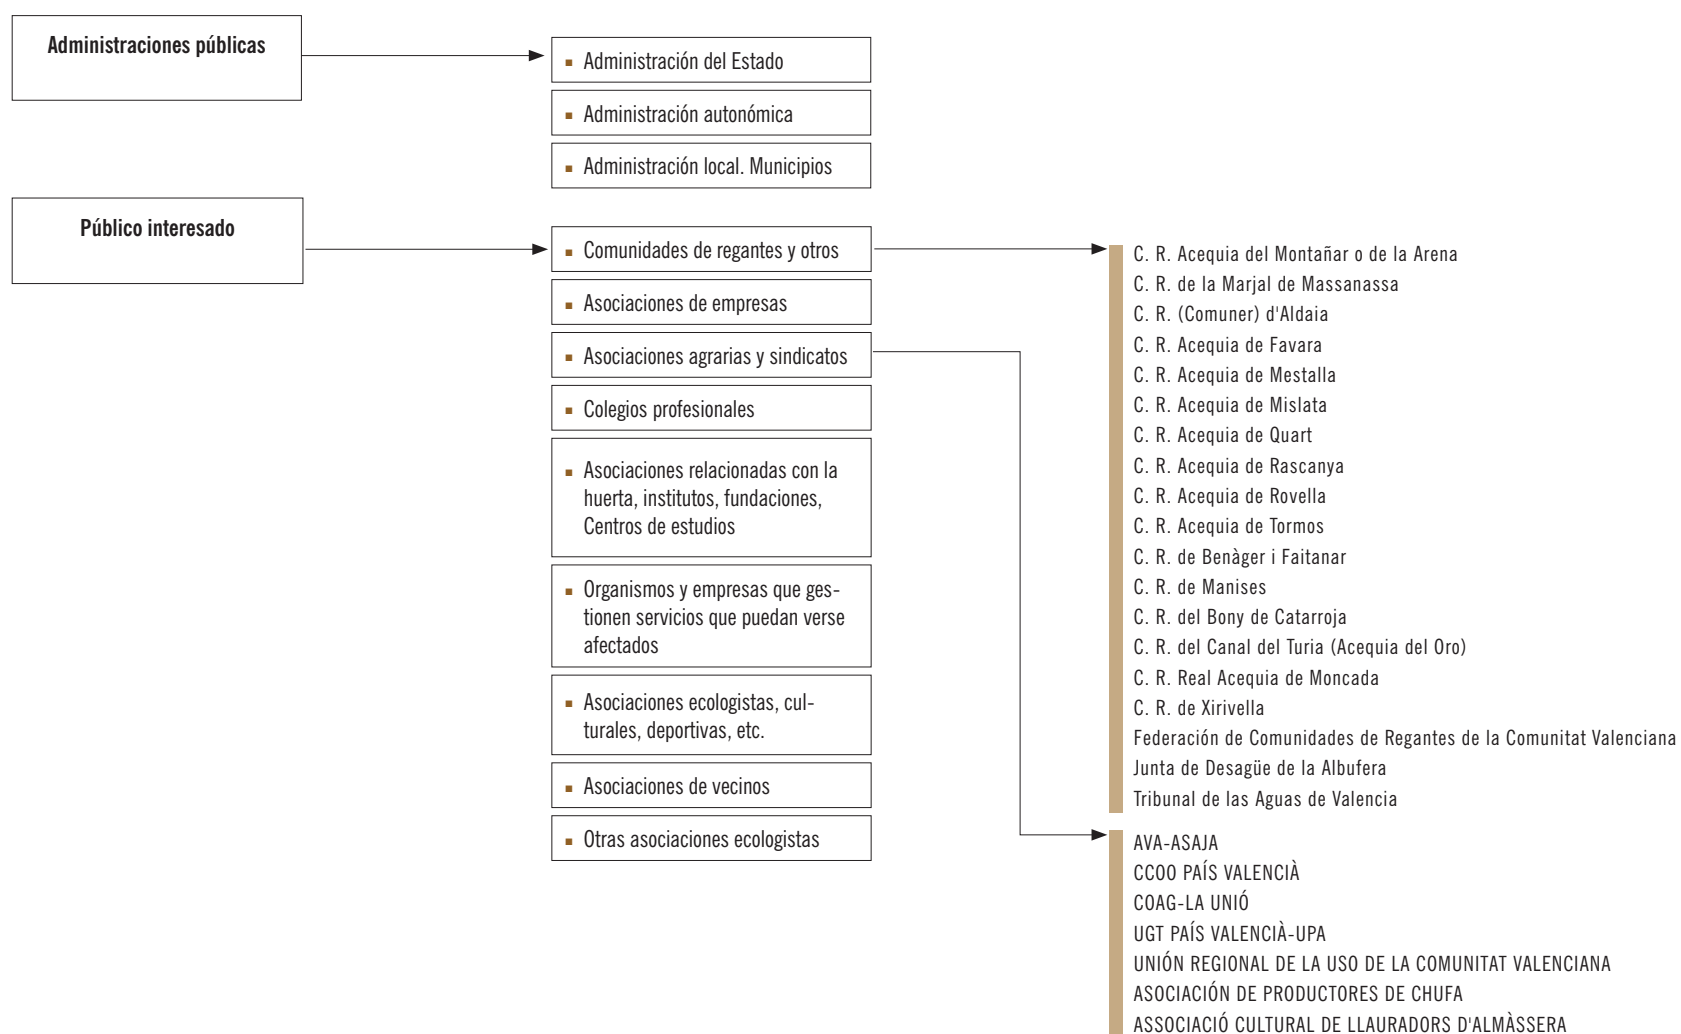 Administraciones públicas
▪ Administración del Estado
▪ Administración autonómica
▪ Administración local. Municipios
Público interesado
▪ Comunidades de regantes y otros
▪ Asociaciones de empresas
▪ Asociaciones agrarias y sindicatos
▪ Colegios profesionales
▪ Asociaciones relacionadas con la
huerta, institutos, fundaciones,
Centros de estudios
▪ Organismos y empresas que ges-
tionen servicios que puedan verse
afectados
▪ Asociaciones ecologistas, cul-
turales, deportivas, etc.
▪ Asociaciones de vecinos
▪ Otras asociaciones ecologistas
C. R. Acequia del Montañar o de la Arena
C. R. de la Marjal de Massanassa
C. R. (Comuner) d'Aldaia
C. R. Acequia de Favara
C. R. Acequia de Mestalla
C. R. Acequia de Mislata
C. R. Acequia de Quart
C. R. Acequia de Rascanya
C. R. Acequia de Rovella
C. R. Acequia de Tormos
C. R. de Benàger i Faitanar
C. R. de Manises
C. R. del Bony de Catarroja
C. R. del Canal del Turia (Acequia del Oro)
C. R. Real Acequia de Moncada
C. R. de Xirivella
Federación de Comunidades de Regantes de la Comunitat Valenciana
Junta de Desagüe de la Albufera
Tribunal de las Aguas de Valencia
AVA-ASAJA
CCOO PAÍS VALENCIÀ
COAG-LA UNIÓ
UGT PAÍS VALENCIÀ-UPA
UNIÓN REGIONAL DE LA USO DE LA COMUNITAT VALENCIANA
ASOCIACIÓN DE PRODUCTORES DE CHUFA
ASSOCIACIÓ CULTURAL DE LLAURADORS D'ALMÀSSERA